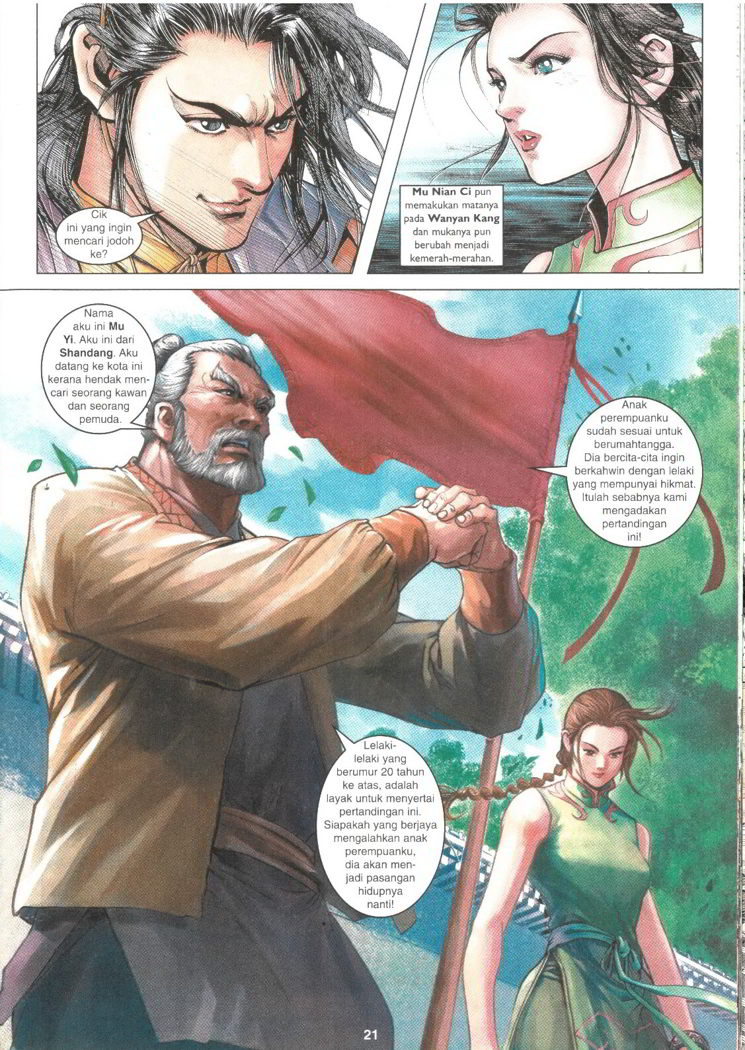 Cik
ini yang ingin
mencari jodoh
ke?
Mu Nian Ci pun
memakukan matanya
pada Wanyan Kang
dan mukanya pun
berubah menjadi
kemerah-merahan.
Nama
aku ini Mu
Yi. Aku ini dari
Shandang. Aku
datang ke kota ini
kerana hendak men-
cari seorang kawan
dan seorang
pemuda.
Anak
perempuanku
sudah sesuai untuk
berumahtangga.
Dia bercita-cita ingin
berkahwin dengan lelaki
yang mempunyai hikmat.
Itulah sebabnya kami
mengadakan
pertandingan
ini!
Lelaki-
lelaki yang
berumur 20 tahun
ke atas, adalah
layak untuk menyertai
pertandingan ini.
Siapakah yang berjaya
mengalahkan anak
perempuanku,
dia akan men-
jadi pasangan
hidupnya
nanti!
21